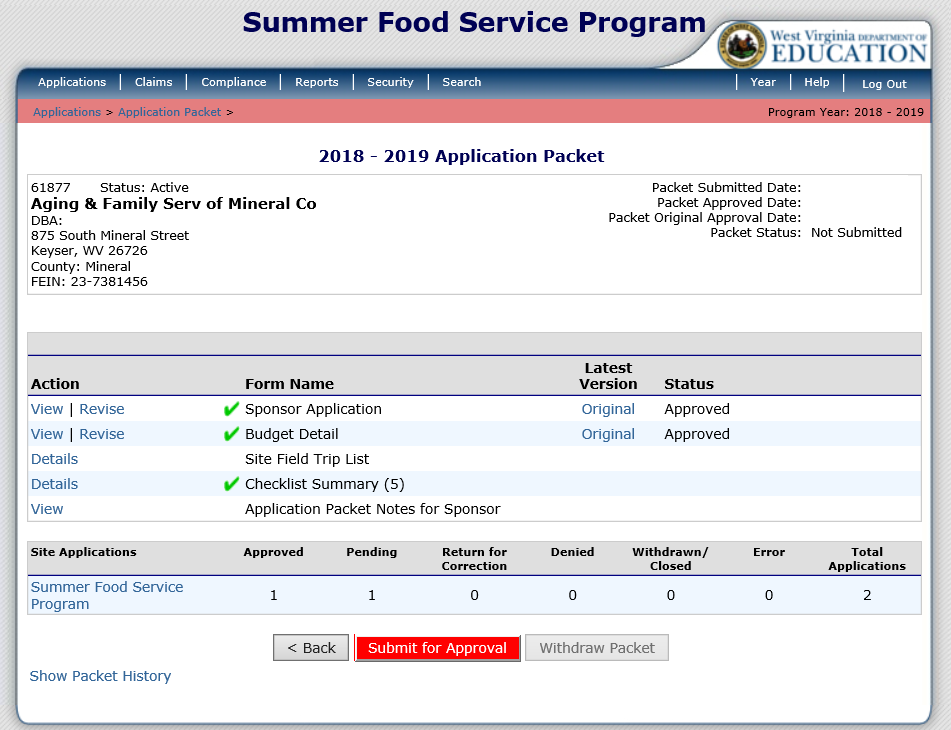 Summer Food Service Program
West Virginia DEPARTMENT OF
EDUCATION
Applications | Claims | Compliance | Reports | Security | Search | Year | Help | Log Out
Applications > Application Packet >
Program Year: 2018 - 2019
2018 - 2019 Application Packet
61877 Status: Active
Aging & Family Serv of Mineral Co
DBA:
875 South Mineral Street
Keyser, WV 26726
County: Mineral
FEIN: 23-7381456
Packet Submitted Date:
Packet Approved Date:
Packet Original Approval Date:
Packet Status: Not Submitted
Action Form Name Latest Version Status
View | Revise Sponsor Application Original Approved
View | Revise Budget Detail Original Approved
Details Site Field Trip List
Details Checklist Summary (5)
View Application Packet Notes for Sponsor
Site Applications Approved Pending Return for Correction Denied Withdrawn/ Closed Error Total Applications
Summer Food Service Program 1 1 0 0 0 0 2
< Back Submit for Approval Withdraw Packet
Show Packet History